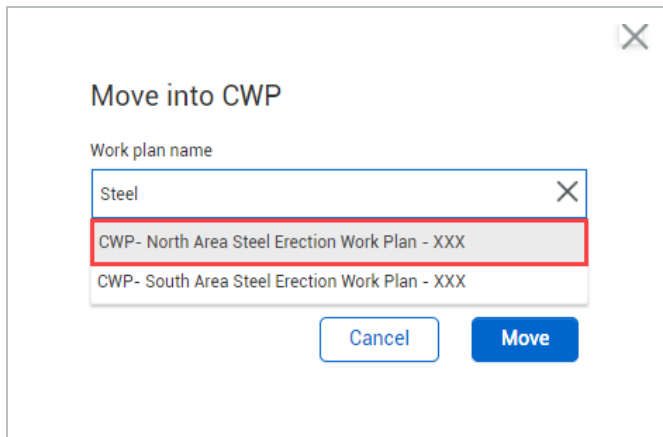 Move into CWP
Work plan name
Steel
CWP- North Area Steel Erection Work Plan - XXX
CWP- South Area Steel Erection Work Plan - XXX
Cancel Move